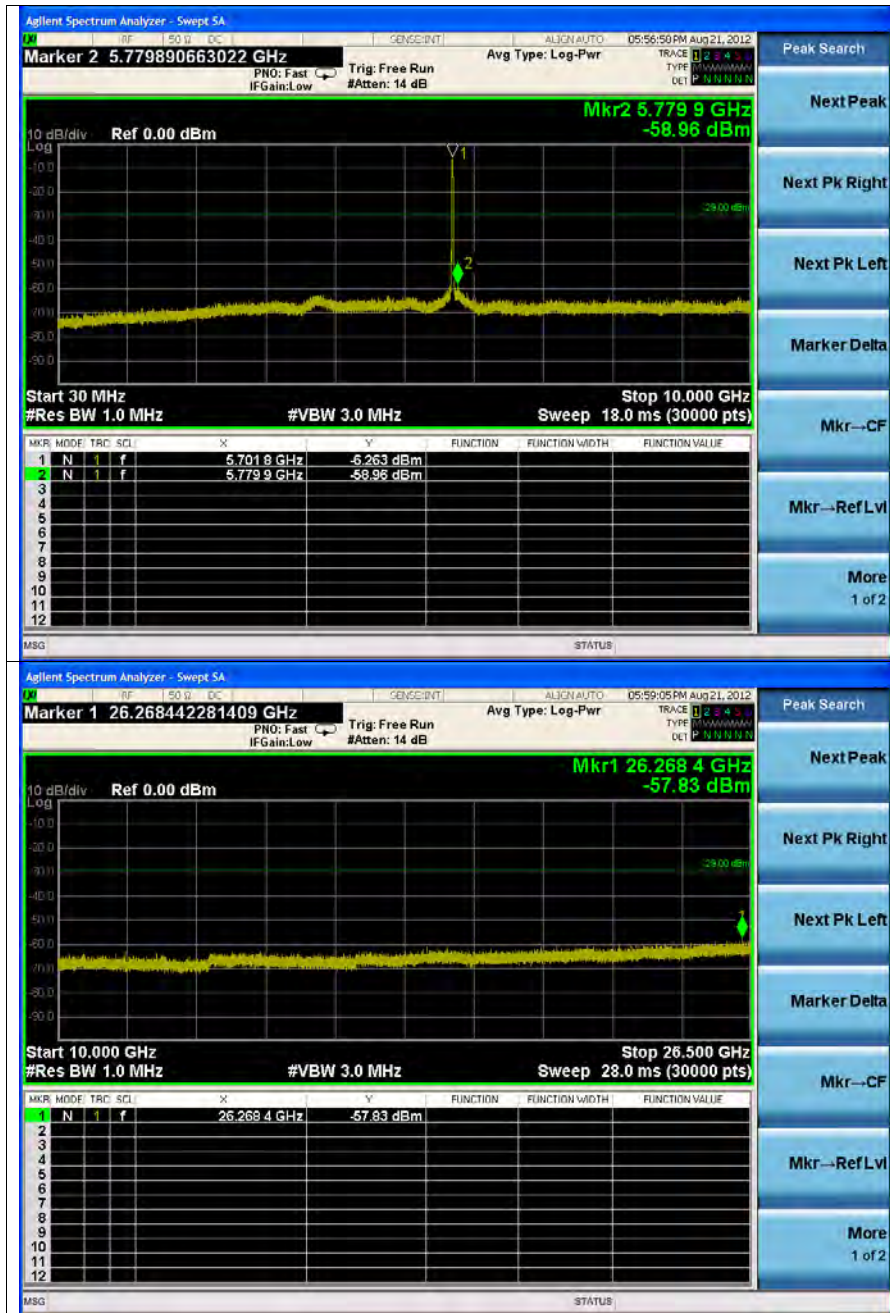 Agilent Spectrum Analyzer - Swept SA
RF 50 Ω DC SENSE:INT ALIGN AUTO 05:56:58 PM Aug 21, 2012
Marker 2 5.779890663022 GHz
PNO: Fast
IFGain:Low
Trig: Free Run
#Atten: 14 dB
Avg Type: Log-Pwr
TRACE 1 2 3 4 5 6
TYPE MWWWWW
DET P N N N N N
Mkr2 5.779 9 GHz
-58.96 dBm
10 dB/div Ref 0.00 dBm
Log
-10.0
-20.0
-30.0
-40.0
-50.0
-60.0
-70.0
-80.0
-90.0
1
2
-29.00 dBm
Start 30 MHz Stop 10.000 GHz
#Res BW 1.0 MHz #VBW 3.0 MHz Sweep 18.0 ms (30000 pts)
MKR MODE TRC SCL X Y FUNCTION FUNCTION WIDTH FUNCTION VALUE
1 N 1 f 5.701 8 GHz -6.263 dBm
2 N 1 f 5.779 9 GHz -58.96 dBm
3
4
5
6
7
8
9
10
11
12
MSG STATUS
Peak Search
Next Peak
Next Pk Right
Next Pk Left
Marker Delta
Mkr→CF
Mkr→Ref Lvl
More
1 of 2
Agilent Spectrum Analyzer - Swept SA
RF 50 Ω DC SENSE:INT ALIGN AUTO 05:59:05 PM Aug 21, 2012
Marker 1 26.268442281409 GHz
PNO: Fast
IFGain:Low
Trig: Free Run
#Atten: 14 dB
Avg Type: Log-Pwr
TRACE 1 2 3 4 5 6
TYPE MWWWWW
DET P N N N N N
Mkr1 26.268 4 GHz
-57.83 dBm
10 dB/div Ref 0.00 dBm
Log
-10.0
-20.0
-30.0
-40.0
-50.0
-60.0
-70.0
-80.0
-90.0
1
-29.00 dBm
Start 10.000 GHz Stop 26.500 GHz
#Res BW 1.0 MHz #VBW 3.0 MHz Sweep 28.0 ms (30000 pts)
MKR MODE TRC SCL X Y FUNCTION FUNCTION WIDTH FUNCTION VALUE
1 N 1 f 26.268 4 GHz -57.83 dBm
2
3
4
5
6
7
8
9
10
11
12
MSG STATUS
Peak Search
Next Peak
Next Pk Right
Next Pk Left
Marker Delta
Mkr→CF
Mkr→Ref Lvl
More
1 of 2